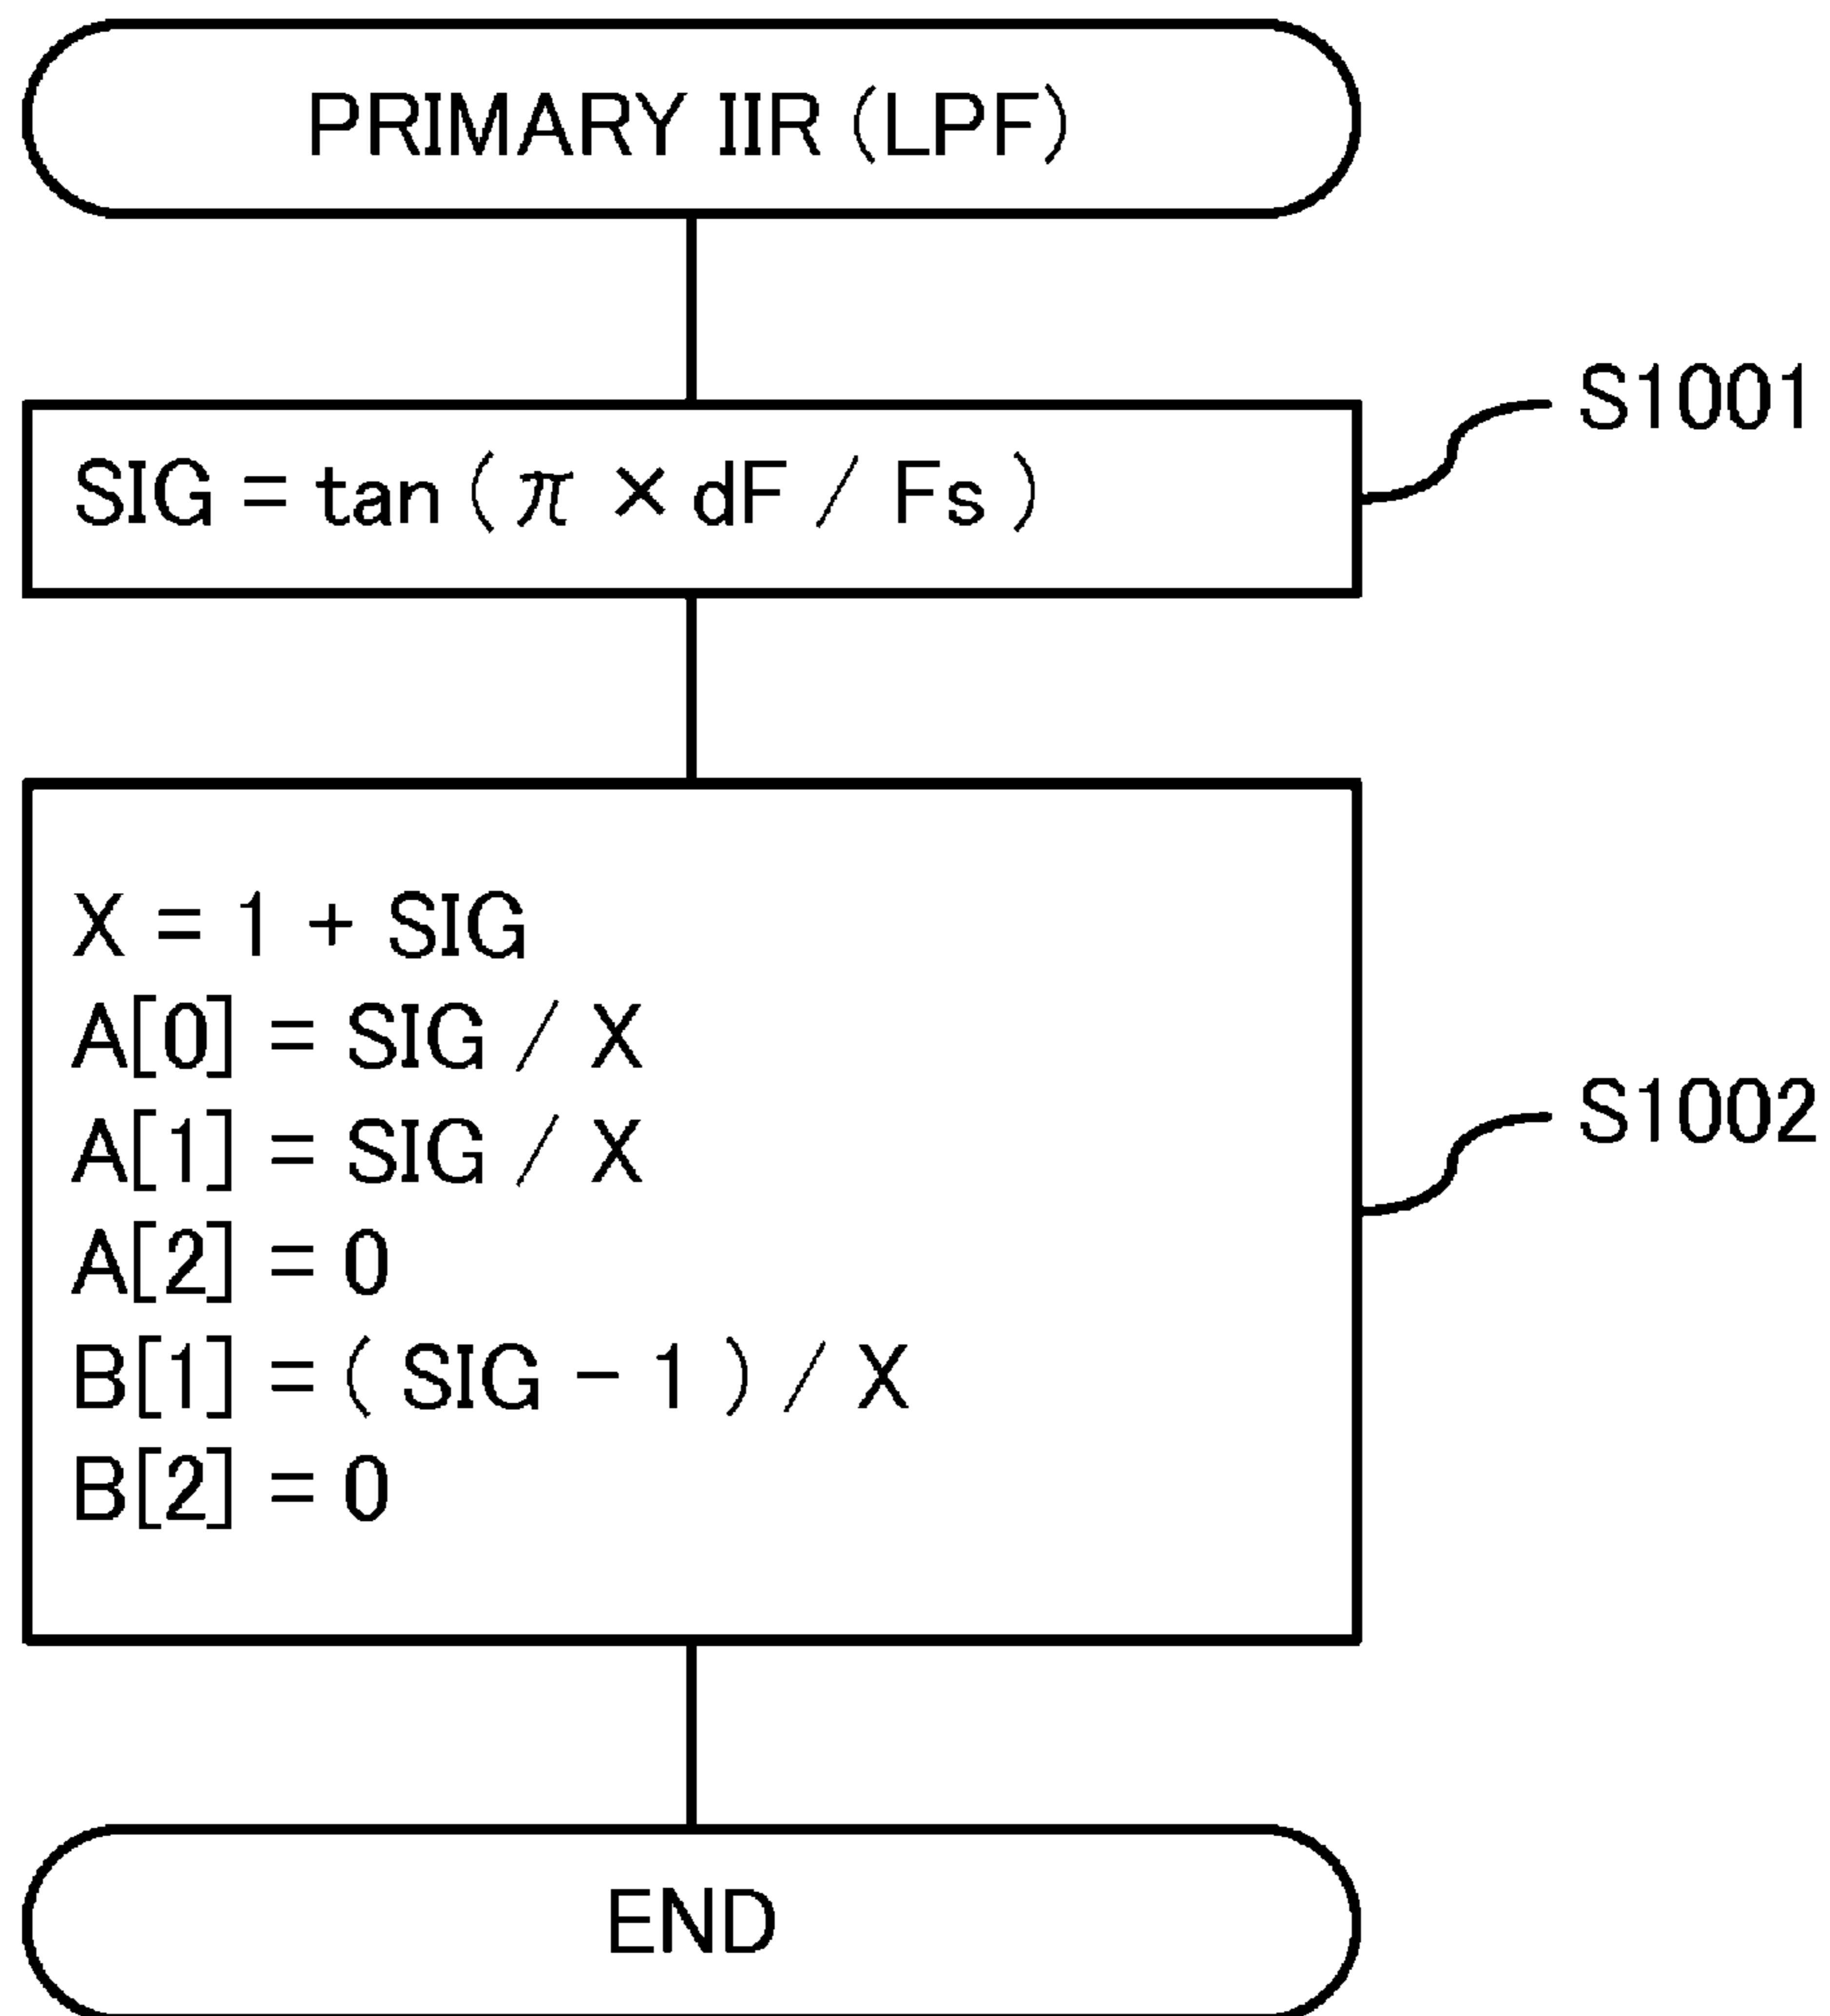 PRIMARY IIR (LPF)
S1001
SIG = tan ( π × dF / Fs )
X = 1 + SIG
A[0] = SIG / X
A[1] = SIG / X
S1002
A[2] = 0
B[1] = ( SIG − 1 ) / X
B[2] = 0
END